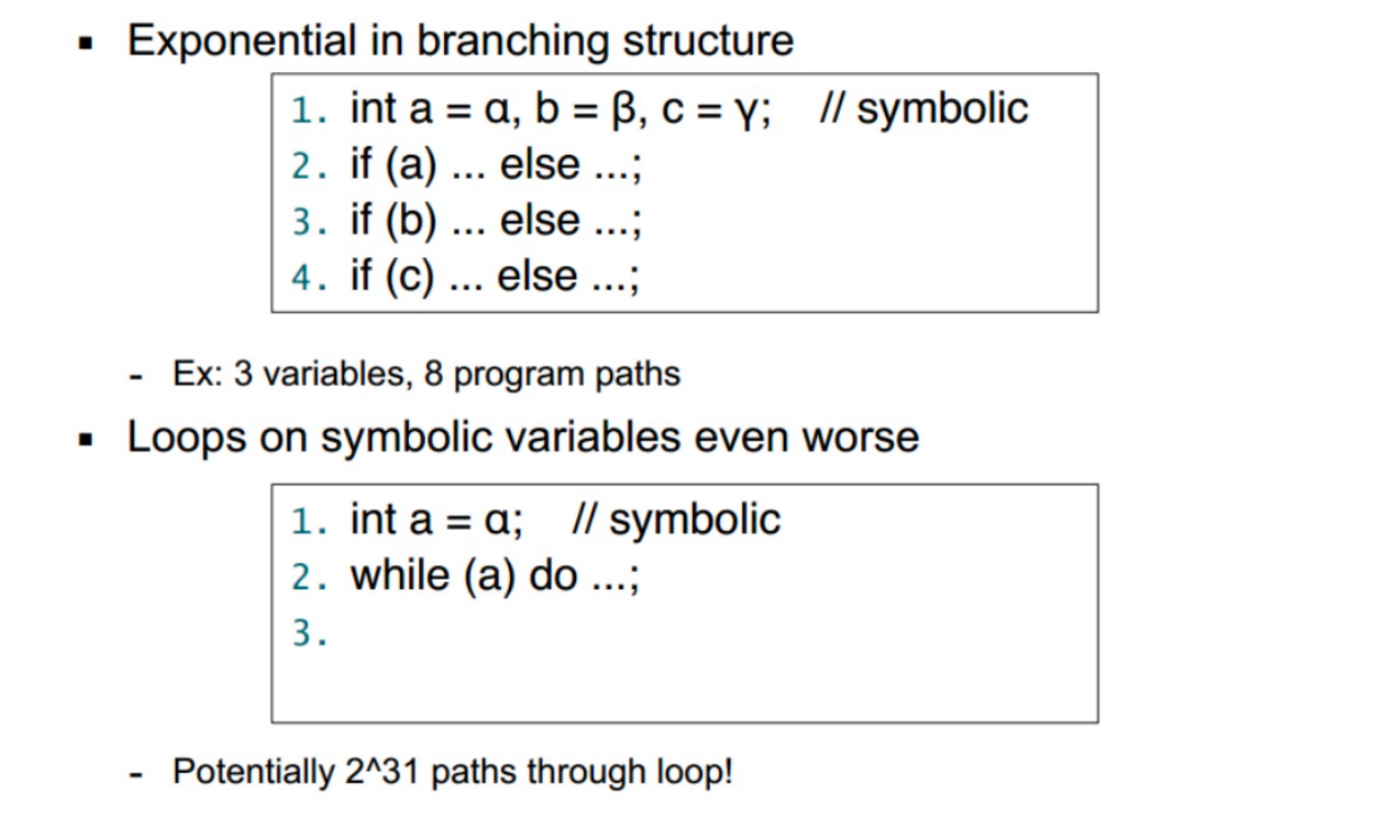 ▪ Exponential in branching structure
1. int a = α, b = β, c = γ; // symbolic
2. if (a) ... else ...;
3. if (b) ... else ...;
4. if (c) ... else ...;
- Ex: 3 variables, 8 program paths
▪ Loops on symbolic variables even worse
1. int a = α; // symbolic
2. while (a) do ...;
3.
- Potentially 2^31 paths through loop!